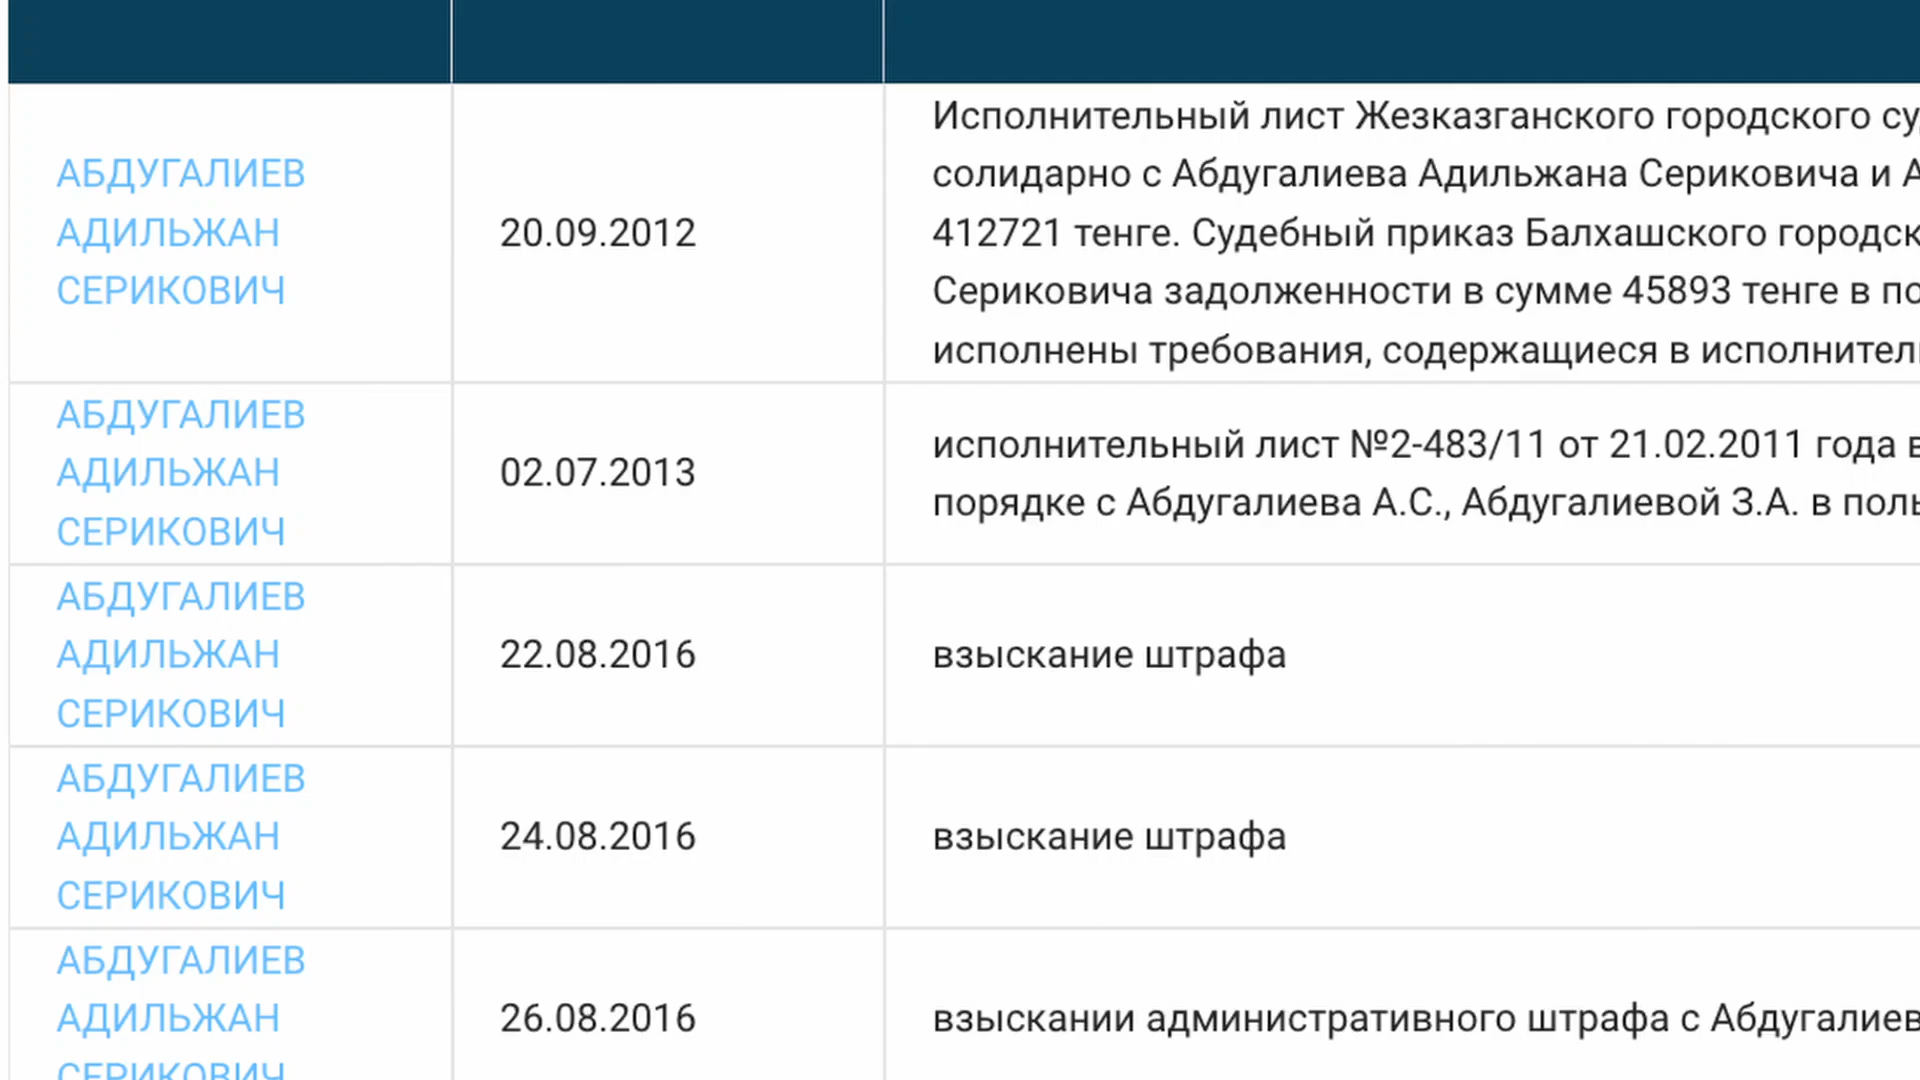 АБДУГАЛИЕВ
АДИЛЬЖАН
СЕРИКОВИЧ
20.09.2012
Исполнительный лист Жезказганского городского
солидарно с Абдугалиева Адильжана Сериковича и
412721 тенге. Судебный приказ Балхашского
Сериковича задолженности в сумме 45893 тенге в
исполнены требования, содержащиеся в
АБДУГАЛИЕВ
АДИЛЬЖАН
СЕРИКОВИЧ
02.07.2013
исполнительный лист №2-483/11 от 21.02.2011 года
порядке с Абдугалиева А.С., Абдугалиевой З.А. в
АБДУГАЛИЕВ
АДИЛЬЖАН
СЕРИКОВИЧ
22.08.2016
взыскание штрафа
АБДУГАЛИЕВ
АДИЛЬЖАН
СЕРИКОВИЧ
24.08.2016
взыскание штрафа
АБДУГАЛИЕВ
АДИЛЬЖАН
СЕРИКОВИЧ
26.08.2016
взыскании административного штрафа с